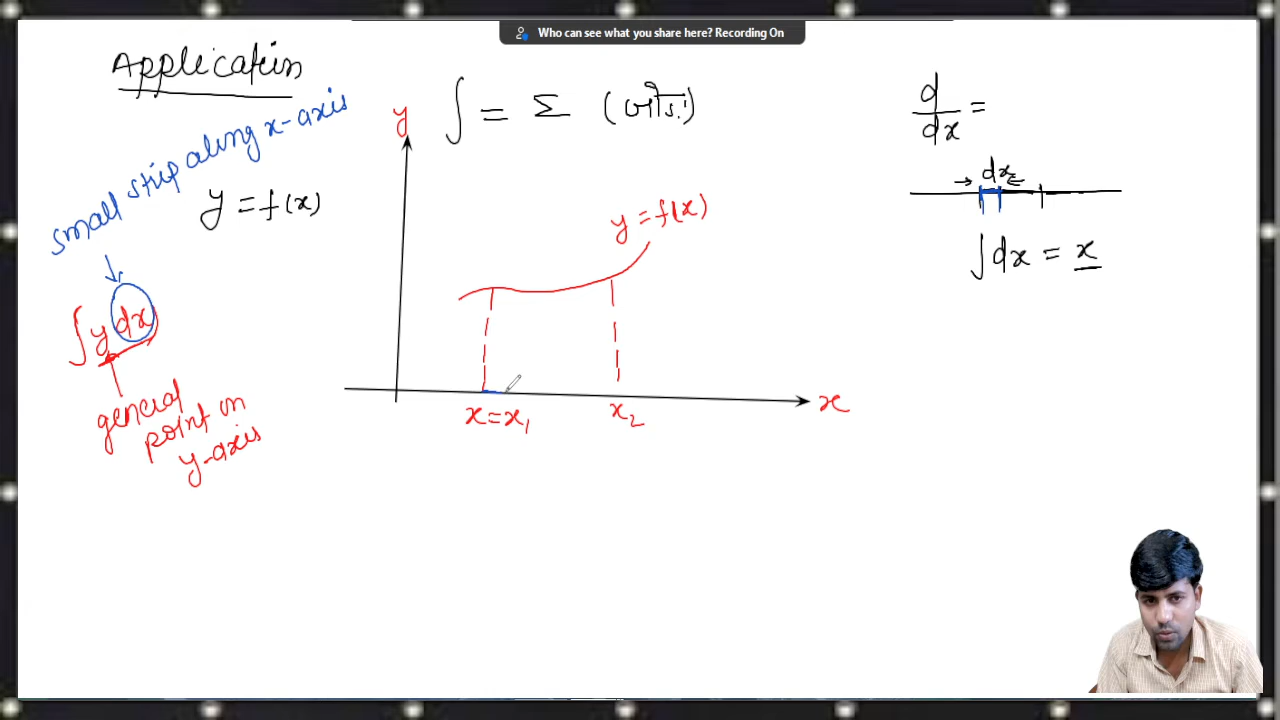 Who can see what you share here? Recording On
Application
∫ = Σ
d/dx =
small strip along x-axis
y = f(x)
y
dx
y = f(x)
∫dx = x
∫y dx
general
point on
y-axis
x = x₁
x₂
x